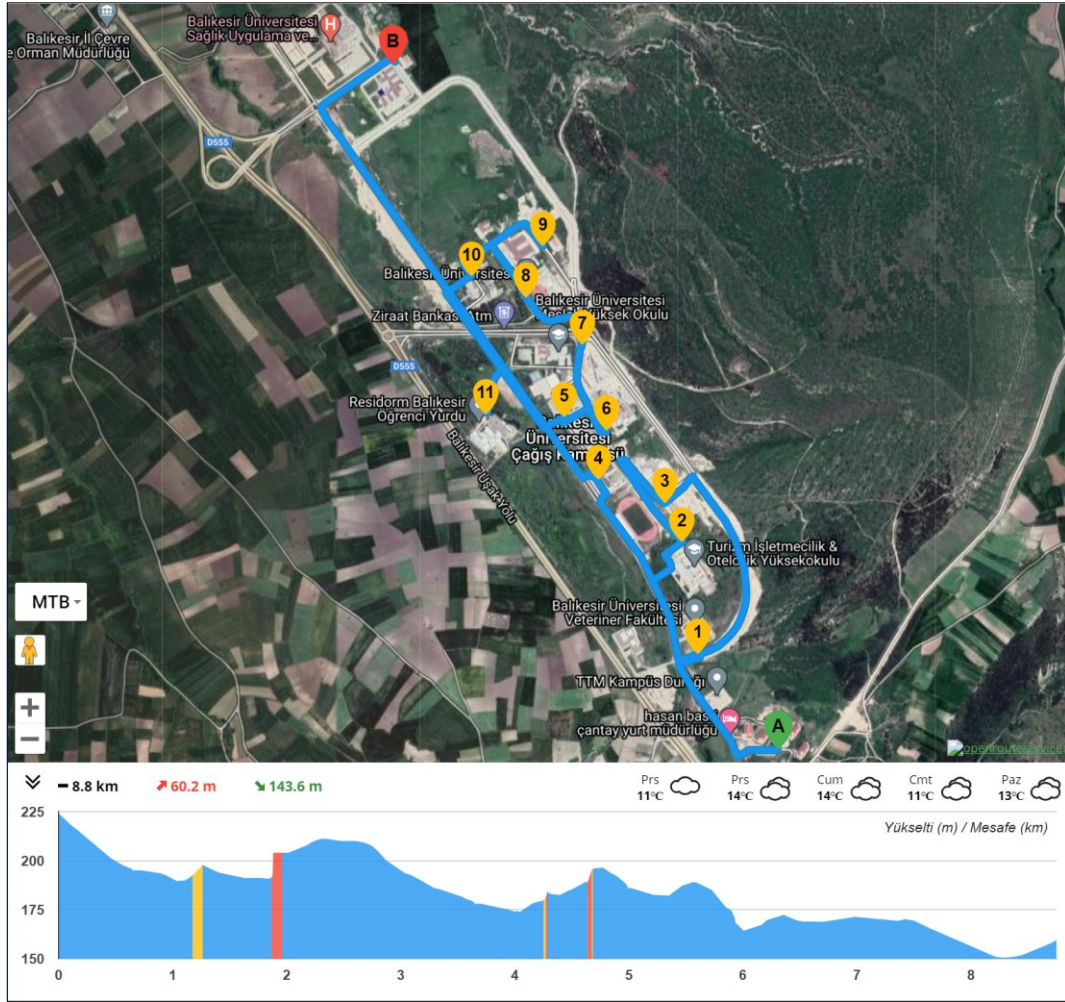 Balıkesir Üniversitesi
Sağlık Uygulama ve...
Balıkesir İl Çevre
e Orman Müdürlüğü
B
D555
9
10
Balıkesir Üniversites
8
Balıkesir Üniversitesi
Meslek Yüksek Okulu
Ziraat Bankası Atm
7
D555
Residorm Balıkesir
Öğrenci Yurdu
11
5
6
Üniversitesi
Çağış
4
Balıkesir Uşak Yolu
3
2
Turizm İşletmecilik &
Otelcilik Yüksekokulu
MTB
Balıkesir Üniversitesi
Veteriner Fakültesi
1
TTM Kampüs Durağı
hasan basri
çantay yurt müdürlüğü
A
+
−
openrouteservice
8.8 km 60.2 m 143.6 m
Prs Prs Cum Cmt Paz
11°C 14°C 14°C 11°C 13°C
Yükselti (m) / Mesafe (km)
225
200
175
150
0 1 2 3 4 5 6 7 8